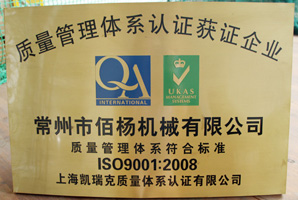 质量管理体系认证获证企业
QA
INTERNATIONAL
UKAS
MANAGEMENT
SYSTEMS
常州市佰杨机械有限公司
质量管理体系符合标准
ISO9001:2008
上海凯瑞克质量体系认证有限公司